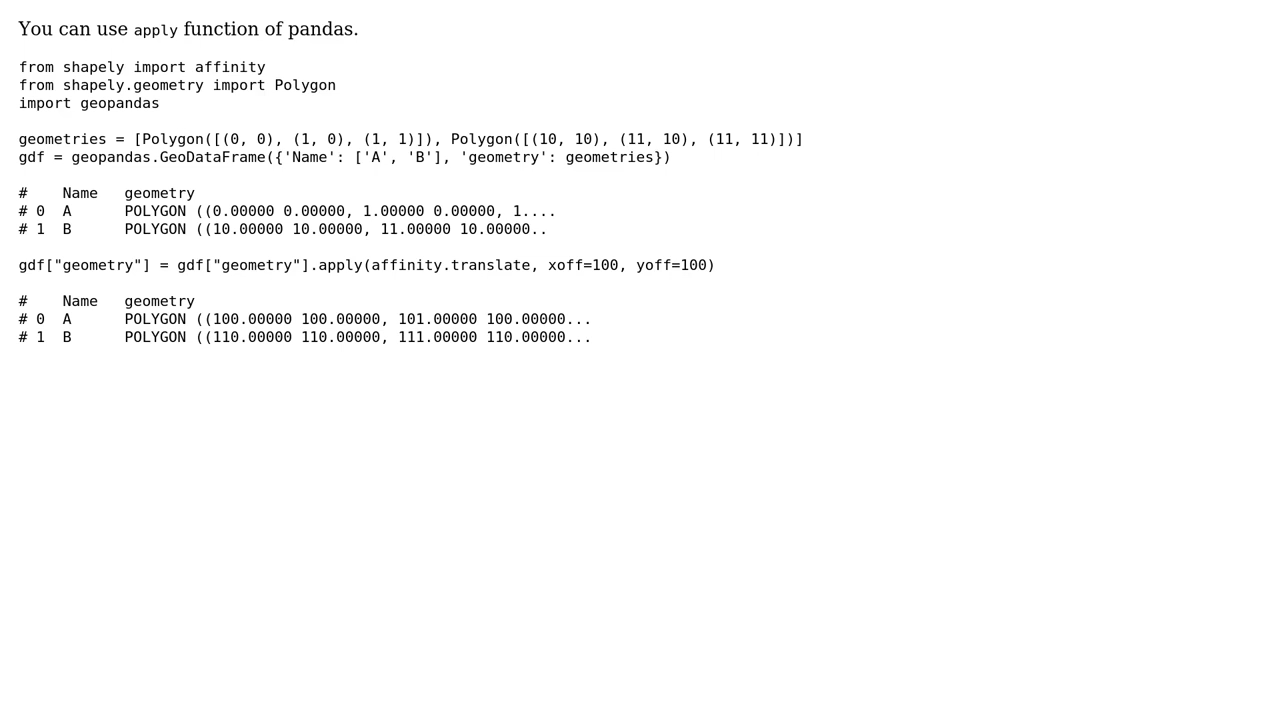 You can use apply function of pandas.
from shapely import affinity
from shapely.geometry import Polygon
import geopandas
geometries = [Polygon([(0, 0), (1, 0), (1, 1)]), Polygon([(10, 10), (11, 10), (11, 11)])]
gdf = geopandas.GeoDataFrame({'Name': ['A', 'B'], 'geometry': geometries})
#    Name   geometry
# 0  A      POLYGON ((0.00000 0.00000, 1.00000 0.00000, 1....
# 1  B      POLYGON ((10.00000 10.00000, 11.00000 10.00000..
gdf["geometry"] = gdf["geometry"].apply(affinity.translate, xoff=100, yoff=100)
#    Name   geometry
# 0  A      POLYGON ((100.00000 100.00000, 101.00000 100.00000...
# 1  B      POLYGON ((110.00000 110.00000, 111.00000 110.00000...